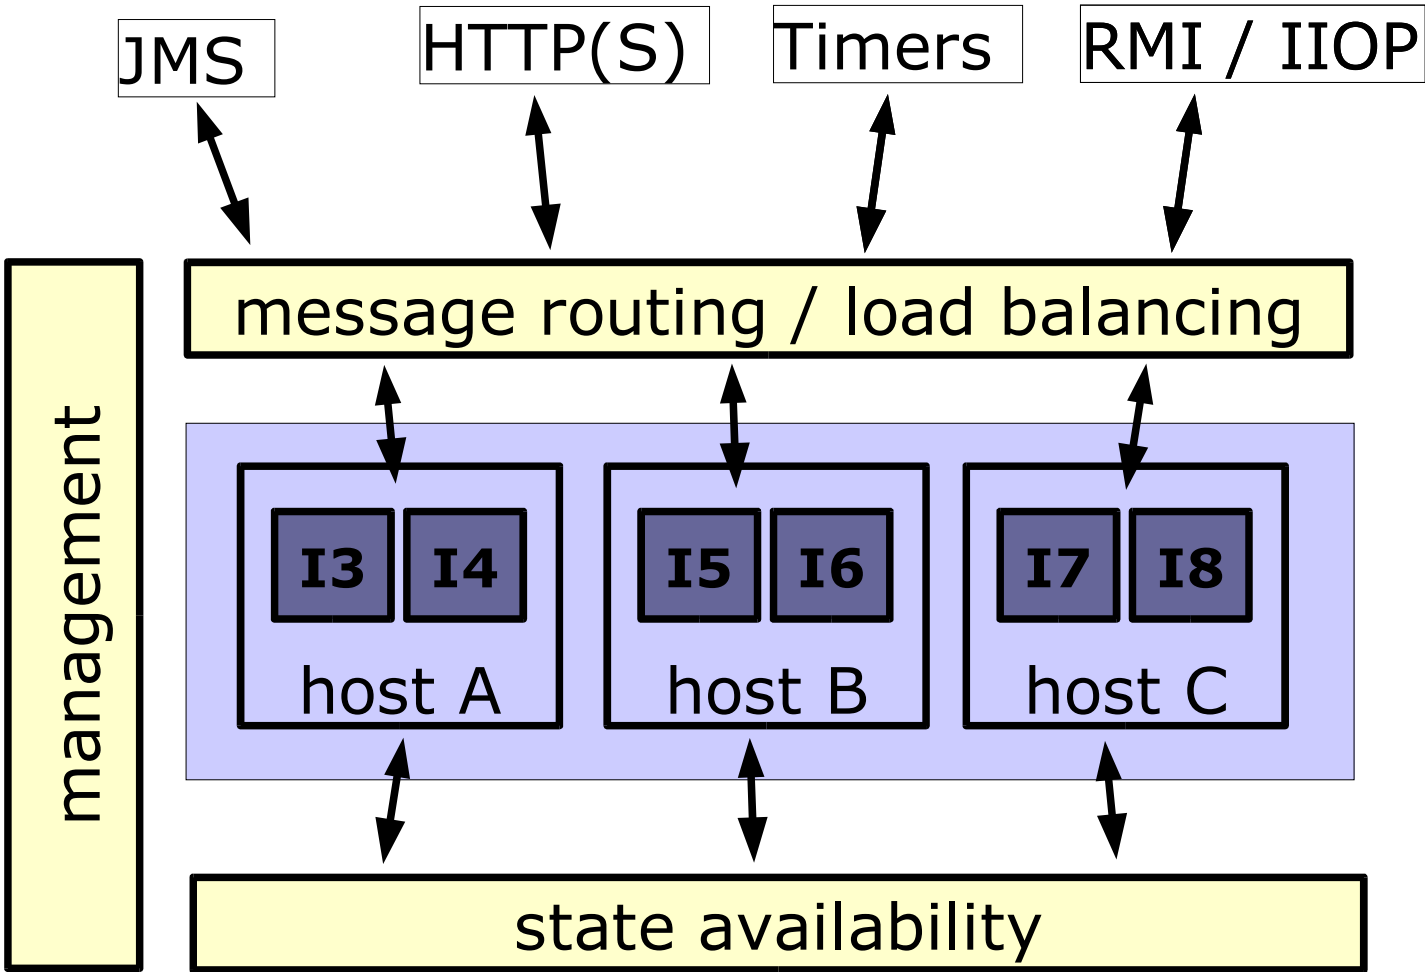 JMS
HTTP(S)
Timers
RMI / IIOP
message routing / load balancing
management
I3
I4
I5
I6
I7
I8
host A
host B
host C
state availability